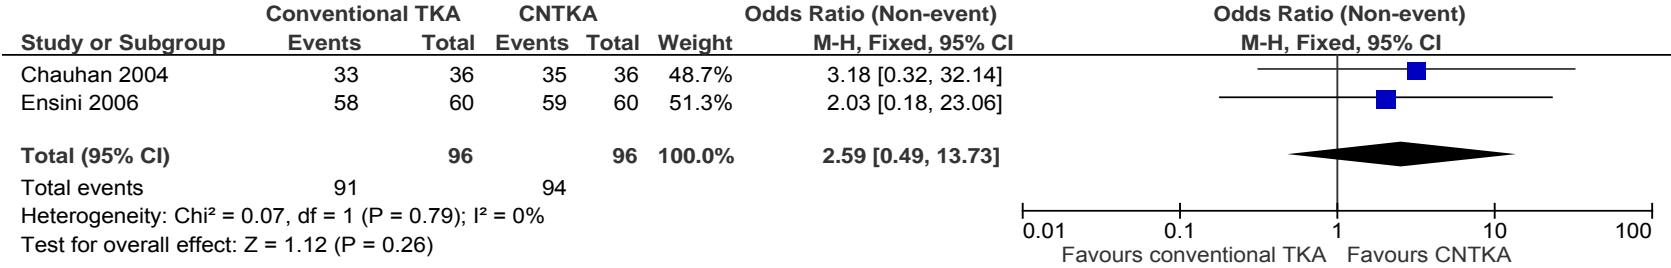 Conventional TKA CNTKA Odds Ratio (Non-event) Odds Ratio (Non-event)
Study or Subgroup Events Total Events Total Weight M-H, Fixed, 95% CI M-H, Fixed, 95% CI
Chauhan 2004 33 36 35 36 48.7% 3.18 [0.32, 32.14]
Ensini 2006 58 60 59 60 51.3% 2.03 [0.18, 23.06]
Total (95% CI) 96 96 100.0% 2.59 [0.49, 13.73]
Total events 91 94
Heterogeneity: Chi² = 0.07, df = 1 (P = 0.79); I² = 0%
Test for overall effect: Z = 1.12 (P = 0.26)
0.01 0.1 1 10 100
Favours conventional TKA Favours CNTKA